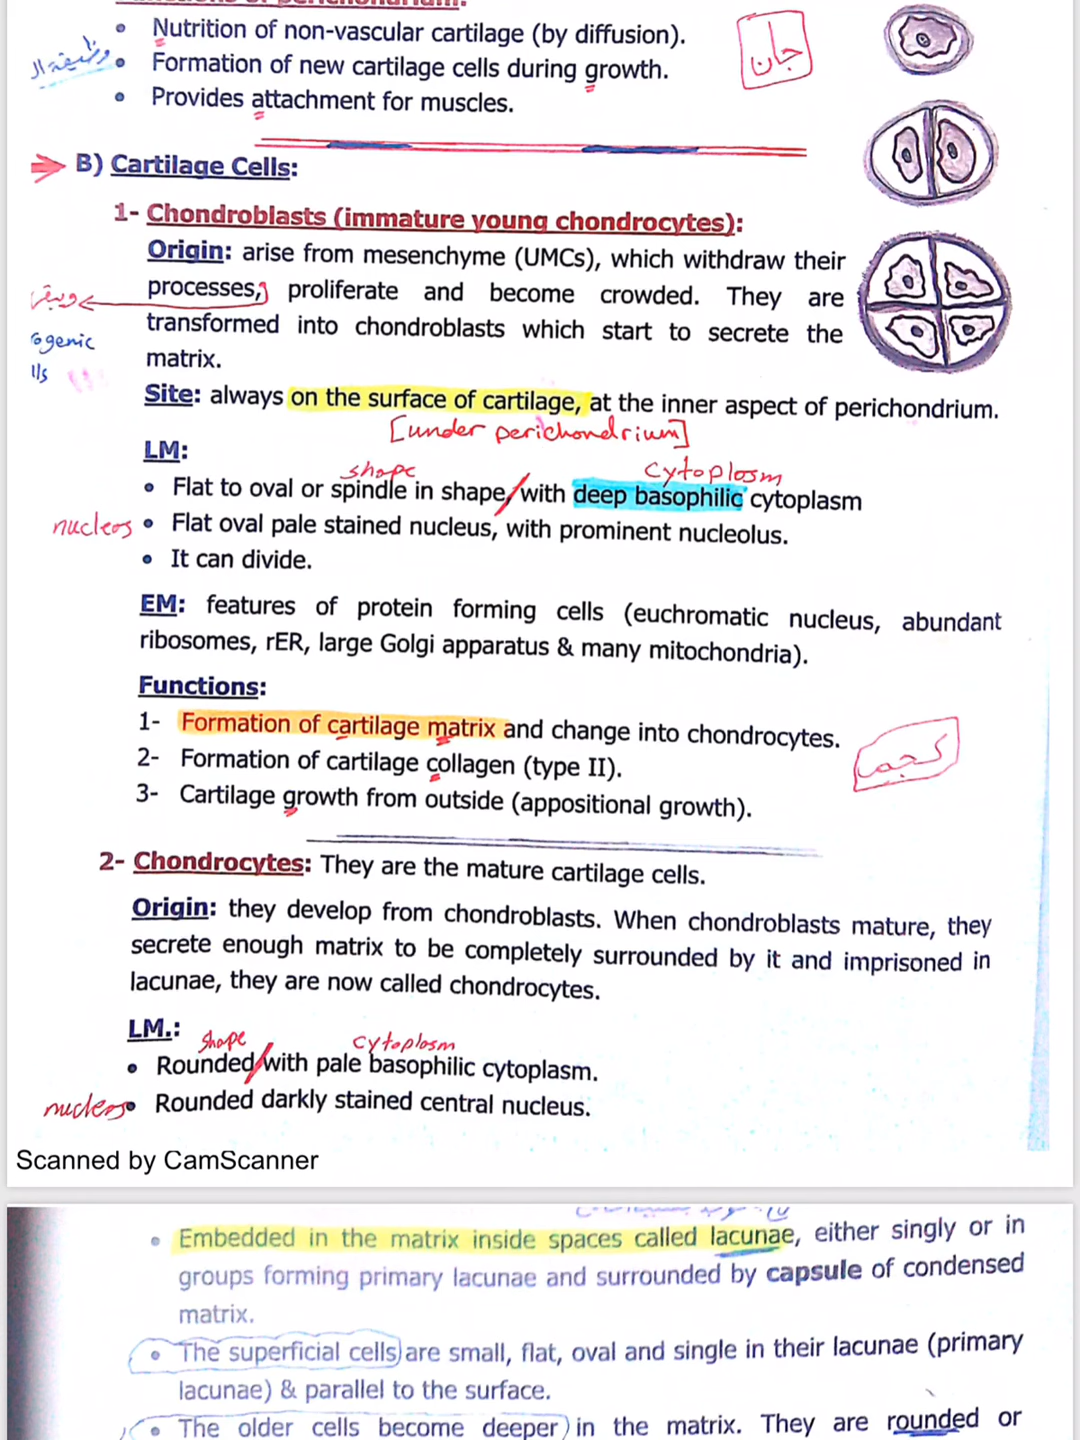 Functions of perichondrium:
• Nutrition of non-vascular cartilage (by diffusion).
جان
• Formation of new cartilage cells during growth.
• Provides attachment for muscles.
B) Cartilage Cells:
1- Chondroblasts (immature young chondrocytes):
Origin: arise from mesenchyme (UMCs), which withdraw their
processes, proliferate and become crowded. They are
transformed into chondroblasts which start to secrete the
ogenic
matrix.
Site: always on the surface of cartilage, at the inner aspect of perichondrium.
[under perichondrium]
LM:
shape cytoplasm
• Flat to oval or spindle in shape/with deep basophilic cytoplasm
nucleos • Flat oval pale stained nucleus, with prominent nucleolus.
• It can divide.
EM: features of protein forming cells (euchromatic nucleus, abundant
ribosomes, rER, large Golgi apparatus & many mitochondria).
Functions:
1- Formation of cartilage matrix and change into chondrocytes.
2- Formation of cartilage collagen (type II).
3- Cartilage growth from outside (appositional growth).
2- Chondrocytes: They are the mature cartilage cells.
Origin: they develop from chondroblasts. When chondroblasts mature, they
secrete enough matrix to be completely surrounded by it and imprisoned in
lacunae, they are now called chondrocytes.
LM.:
shape cytoplasm
• Rounded/with pale basophilic cytoplasm.
nucleos • Rounded darkly stained central nucleus.
Scanned by CamScanner
• Embedded in the matrix inside spaces called lacunae, either singly or in
groups forming primary lacunae and surrounded by capsule of condensed
matrix.
• The superficial cells are small, flat, oval and single in their lacunae (primary
lacunae) & parallel to the surface.
• The older cells become deeper in the matrix. They are rounded or